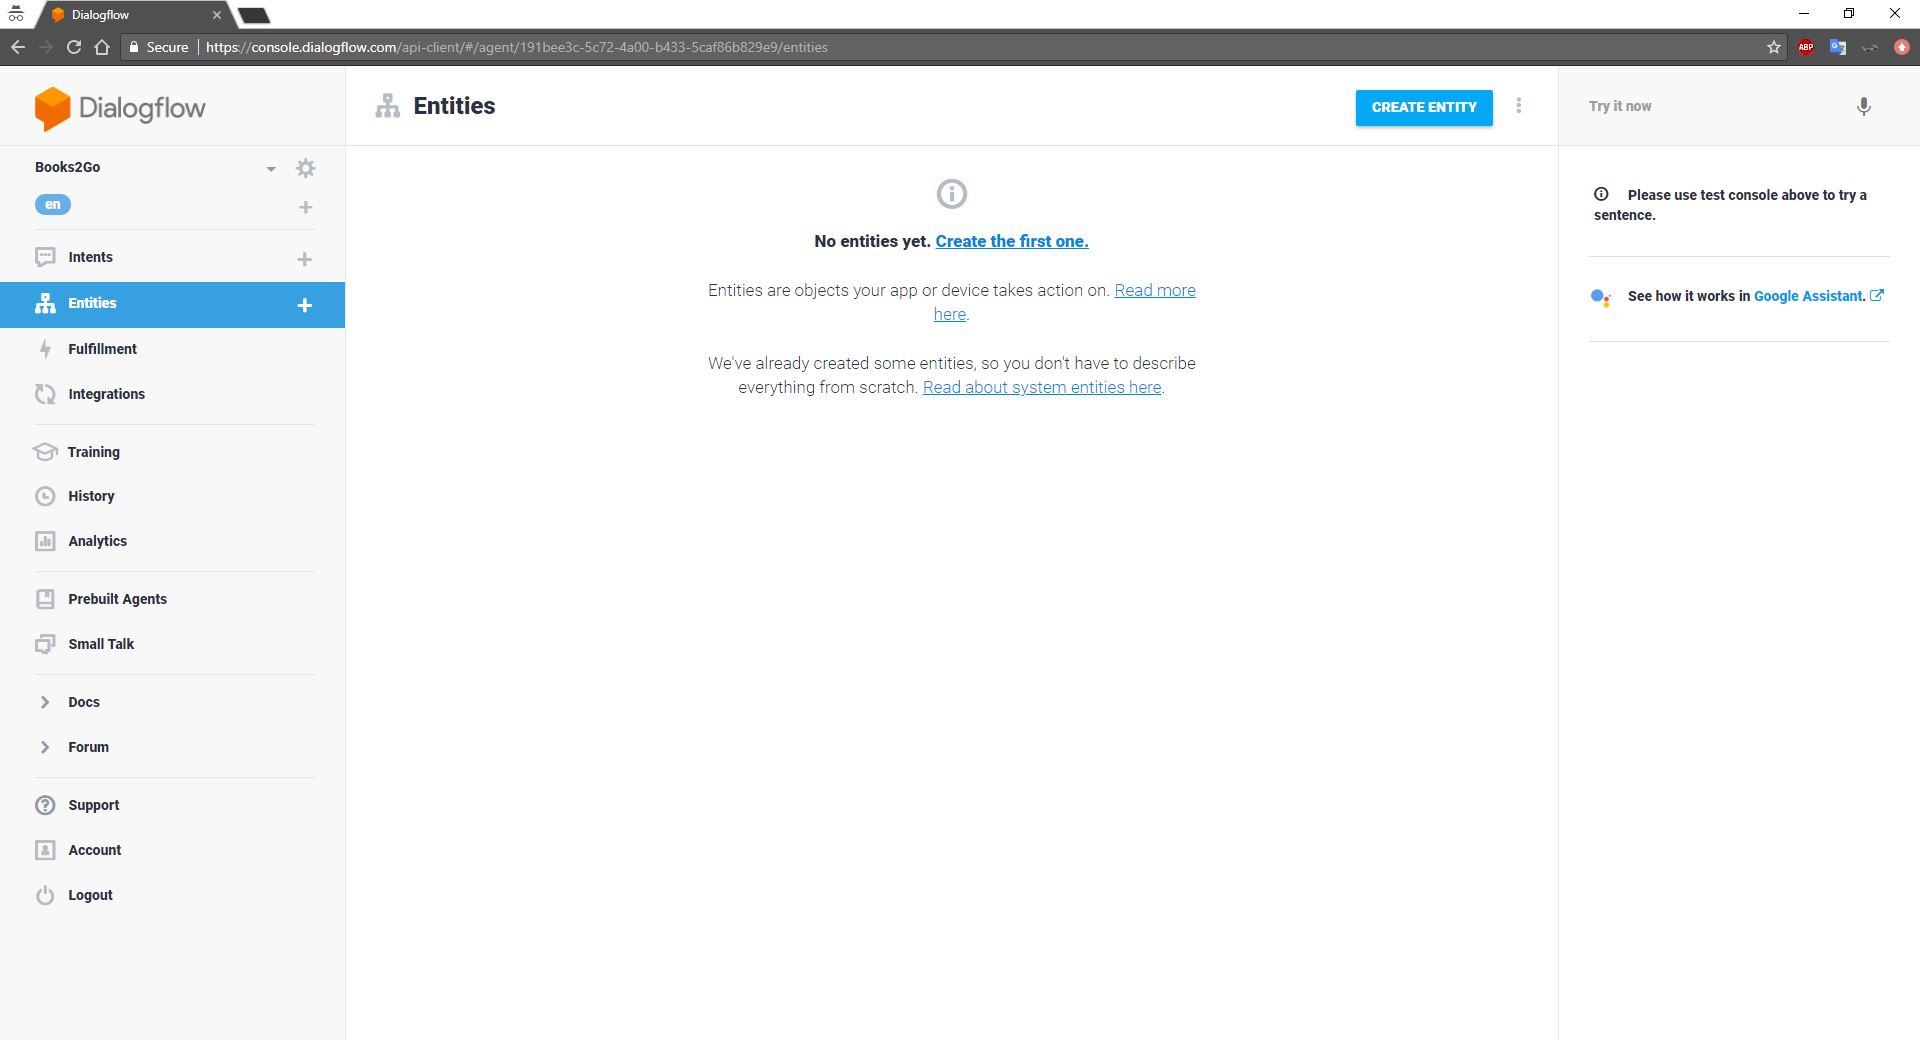 Dialogflow
Secure https://console.dialogflow.com/api-client/#/agent/191bee3c-5c72-4a00-b433-5caf86b829e9/entities
ABP
Dialogflow
Books2Go
en
Intents
Entities
Fulfillment
Integrations
Training
History
Analytics
Prebuilt Agents
Small Talk
Docs
Forum
Support
Account
Logout
Entities
CREATE ENTITY
No entities yet. Create the first one.
Entities are objects your app or device takes action on. Read more
here.
We've already created some entities, so you don't have to describe
everything from scratch. Read about system entities here.
Try it now
Please use test console above to try a
sentence.
See how it works in Google Assistant.